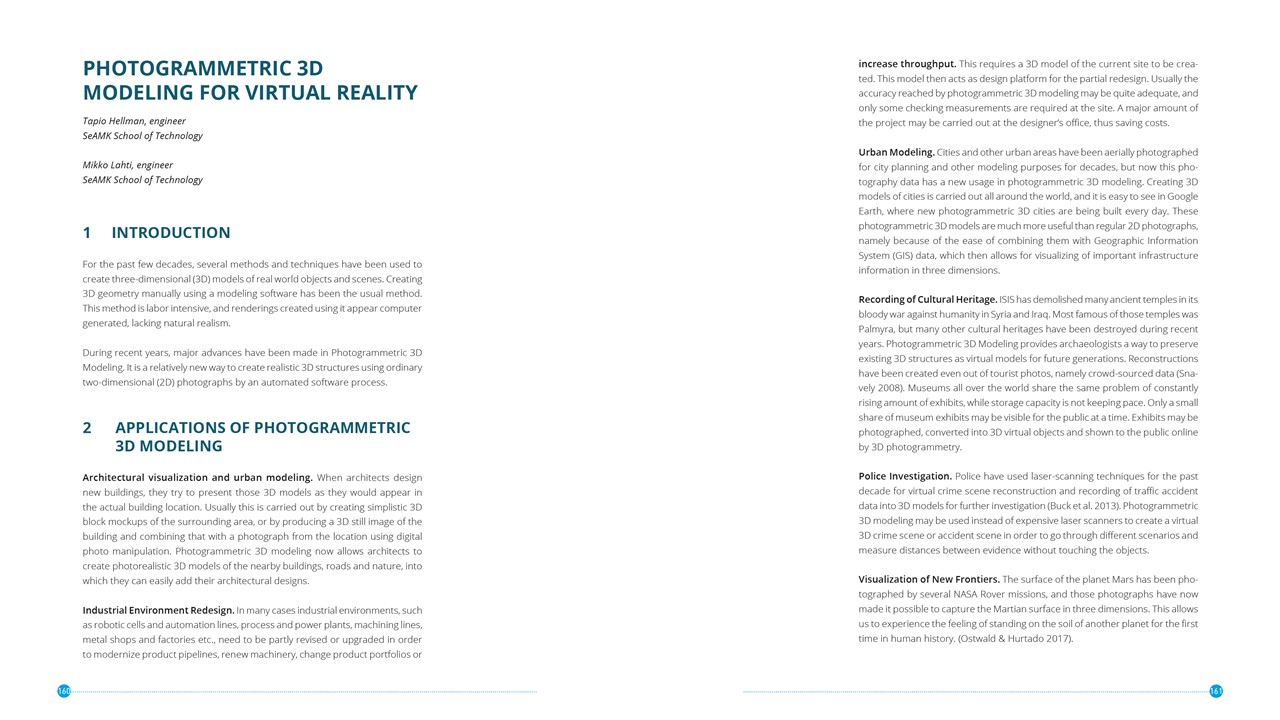 PHOTOGRAMMETRIC 3D
MODELING FOR VIRTUAL REALITY
Tapio Hellman, engineer
SeAMK School of Technology
Mikko Lahti, engineer
SeAMK School of Technology
1 INTRODUCTION
For the past few decades, several methods and techniques have been used to
create three-dimensional (3D) models of real world objects and scenes. Creating
3D geometry manually using a modeling software has been the usual method.
This method is labor intensive, and renderings created using it appear computer
generated, lacking natural realism.
During recent years, major advances have been made in Photogrammetric 3D
Modeling. It is a relatively new way to create realistic 3D structures using ordinary
two-dimensional (2D) photographs by an automated software process.
2 APPLICATIONS OF PHOTOGRAMMETRIC
3D MODELING
Architectural visualization and urban modeling. When architects design
new buildings, they try to present those 3D models as they would appear in
the actual building location. Usually this is carried out by creating simplistic 3D
block mockups of the surrounding area, or by producing a 3D still image of the
building and combining that with a photograph from the location using digital
photo manipulation. Photogrammetric 3D modeling now allows architects to
create photorealistic 3D models of the nearby buildings, roads and nature, into
which they can easily add their architectural designs.
Industrial Environment Redesign. In many cases industrial environments, such
as robotic cells and automation lines, process and power plants, machining lines,
metal shops and factories etc., need to be partly revised or upgraded in order
to modernize product pipelines, renew machinery, change product portfolios or
160
increase throughput. This requires a 3D model of the current site to be crea-
ted. This model then acts as design platform for the partial redesign. Usually the
accuracy reached by photogrammetric 3D modeling may be quite adequate, and
only some checking measurements are required at the site. A major amount of
the project may be carried out at the designer's office, thus saving costs.
Urban Modeling. Cities and other urban areas have been aerially photographed
for city planning and other modeling purposes for decades, but now this pho-
tography data has a new usage in photogrammetric 3D modeling. Creating 3D
models of cities is carried out all around the world, and it is easy to see in Google
Earth, where new photogrammetric 3D cities are being built every day. These
photogrammetric 3D models are much more useful than regular 2D photographs,
namely because of the ease of combining them with Geographic Information
System (GIS) data, which then allows for visualizing of important infrastructure
information in three dimensions.
Recording of Cultural Heritage. ISIS has demolished many ancient temples in its
bloody war against humanity in Syria and Iraq. Most famous of those temples was
Palmyra, but many other cultural heritages have been destroyed during recent
years. Photogrammetric 3D Modeling provides archaeologists a way to preserve
existing 3D structures as virtual models for future generations. Reconstructions
have been created even out of tourist photos, namely crowd-sourced data (Sna-
vely 2008). Museums all over the world share the same problem of constantly
rising amount of exhibits, while storage capacity is not keeping pace. Only a small
share of museum exhibits may be visible for the public at a time. Exhibits may be
photographed, converted into 3D virtual objects and shown to the public online
by 3D photogrammetry.
Police Investigation. Police have used laser-scanning techniques for the past
decade for virtual crime scene reconstruction and recording of traffic accident
data into 3D models for further investigation (Buck et al. 2013). Photogrammetric
3D modeling may be used instead of expensive laser scanners to create a virtual
3D crime scene or accident scene in order to go through different scenarios and
measure distances between evidence without touching the objects.
Visualization of New Frontiers. The surface of the planet Mars has been pho-
tographed by several NASA Rover missions, and those photographs have now
made it possible to capture the Martian surface in three dimensions. This allows
us to experience the feeling of standing on the soil of another planet for the first
time in human history. (Ostwald & Hurtado 2017).
161